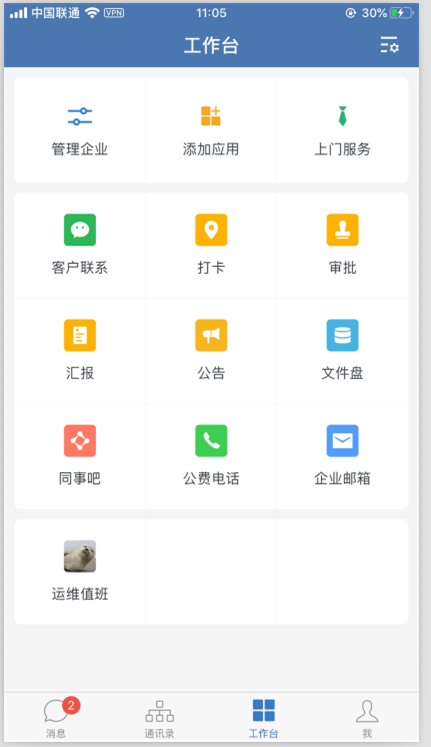 中国联通 VPN 11:05 30%
工作台
管理企业 添加应用 上门服务
客户联系 打卡 审批
汇报 公告 文件盘
同事吧 公费电话 企业邮箱
运维值班
2
消息 通讯录 工作台 我